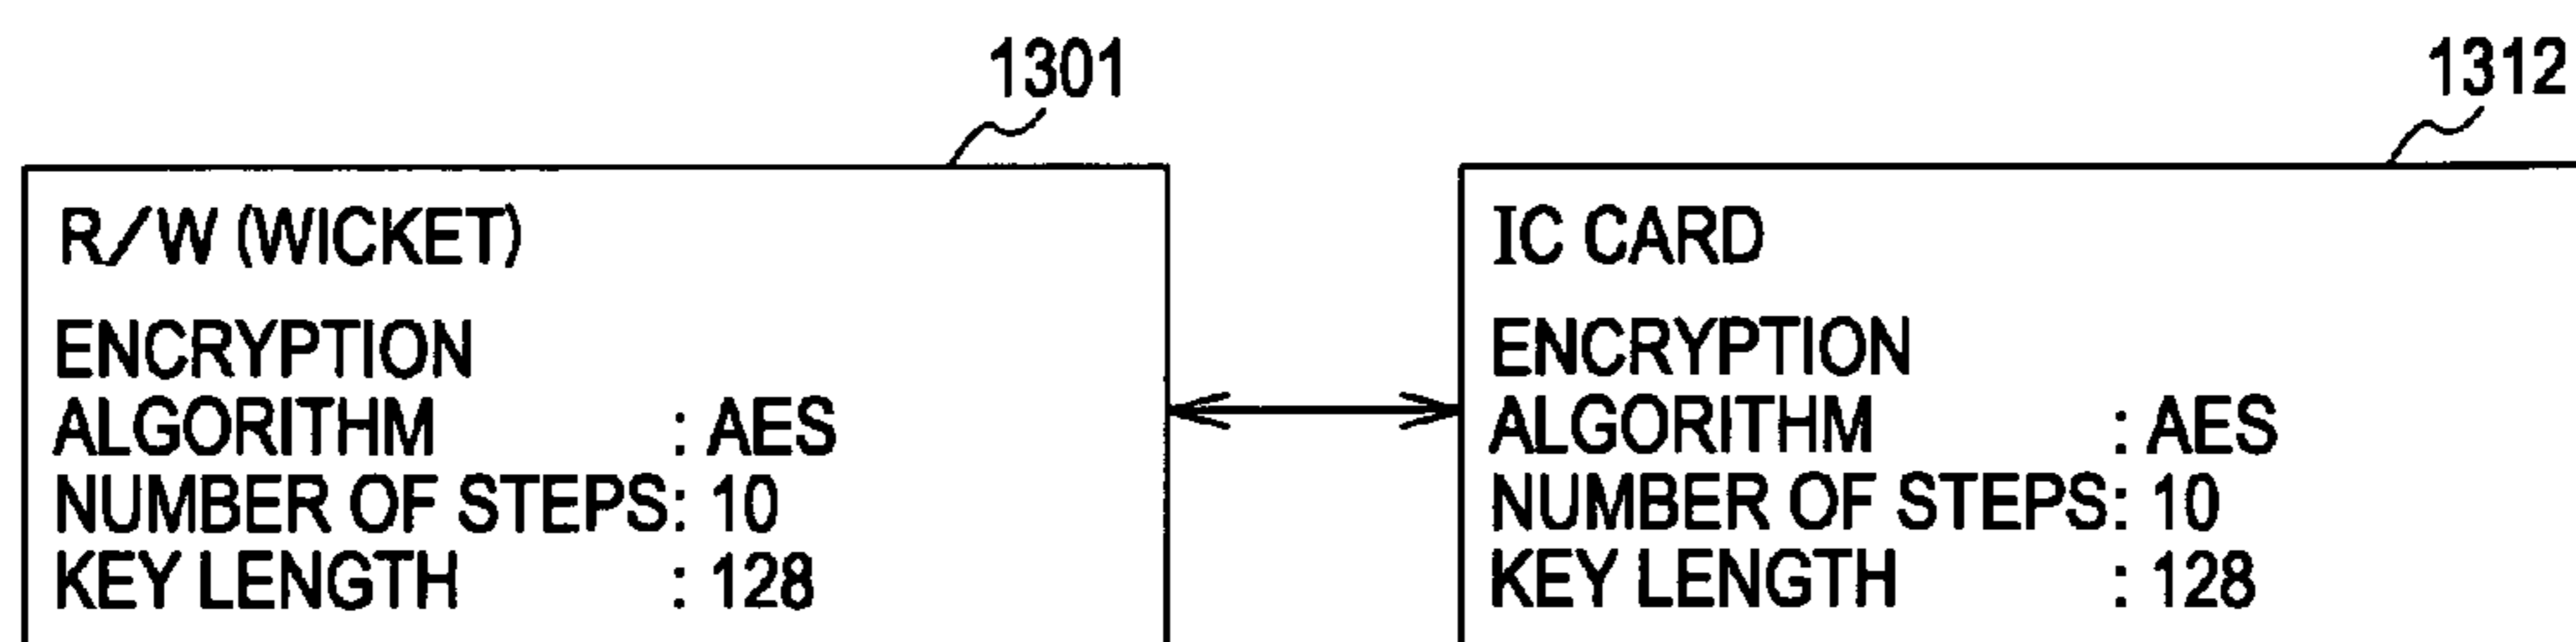 1301
R/W (WICKET)
ENCRYPTION
ALGORITHM : AES
NUMBER OF STEPS: 10
KEY LENGTH : 128
1312
IC CARD
ENCRYPTION
ALGORITHM : AES
NUMBER OF STEPS: 10
KEY LENGTH : 128